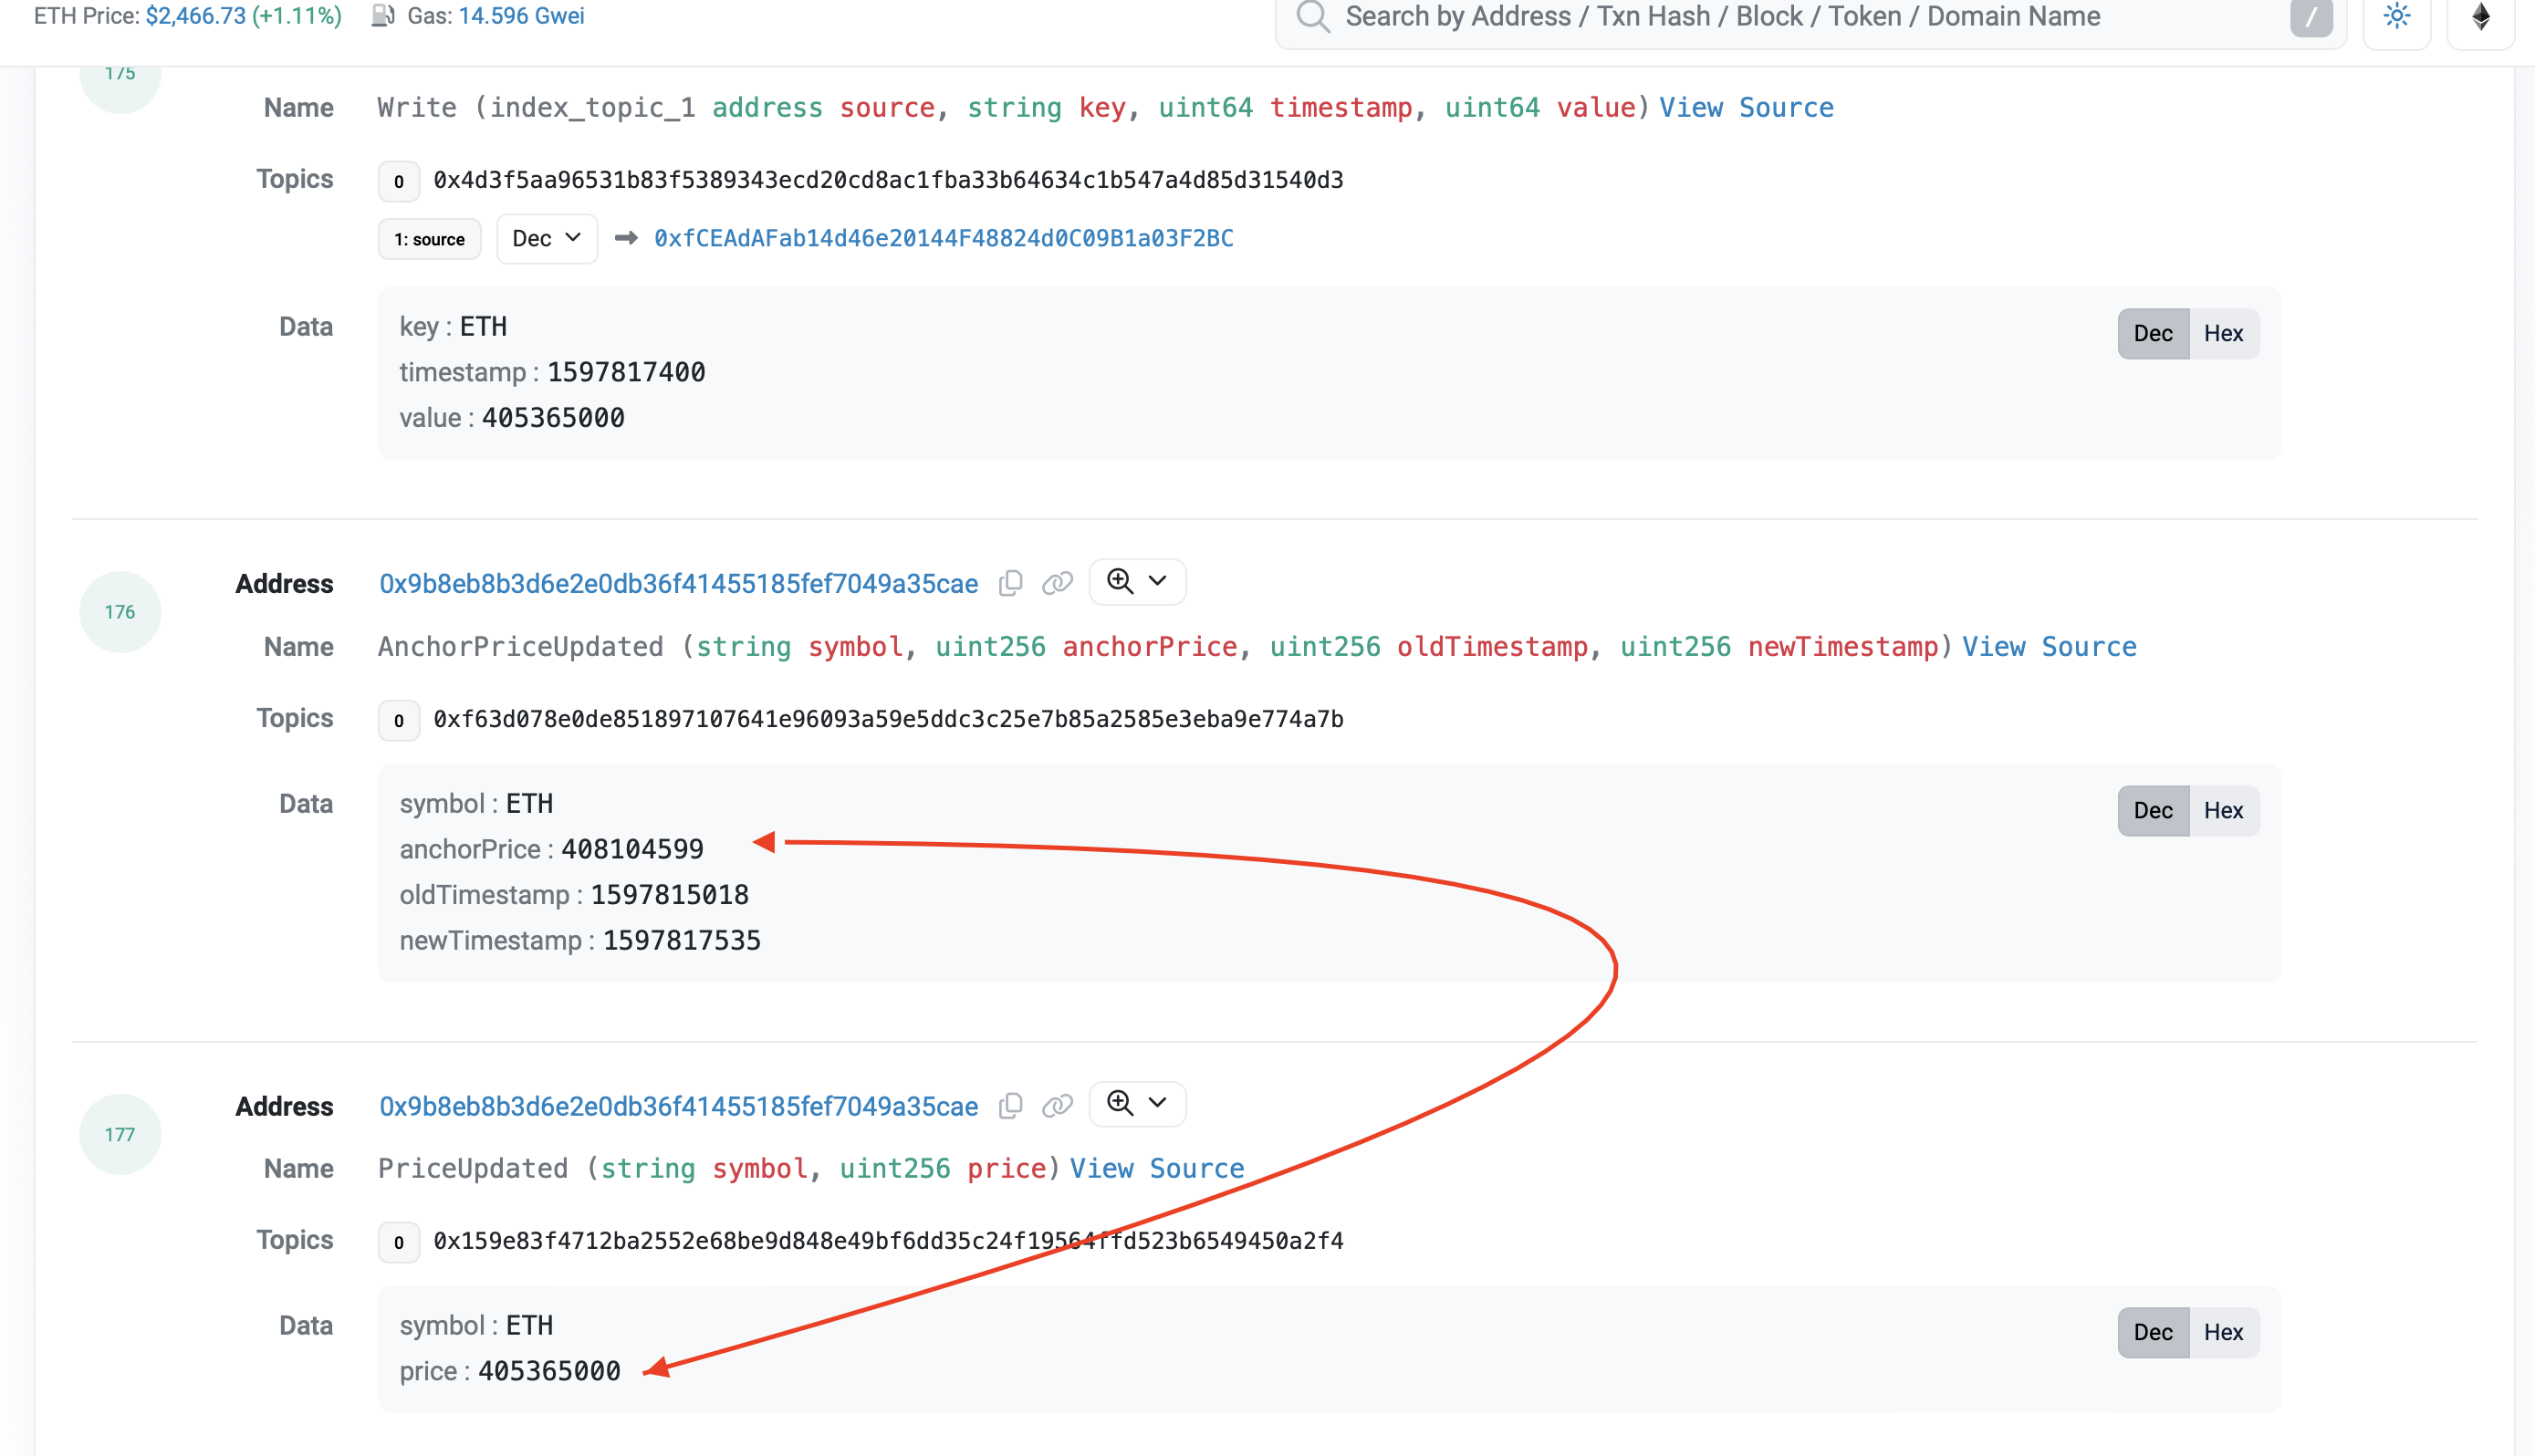 ETH Price: $2,466.73 (+1.11%) Gas: 14.596 Gwei
Search by Address / Txn Hash / Block / Token / Domain Name /
175
Name Write (index_topic_1 address source, string key, uint64 timestamp, uint64 value) View Source
Topics 0 0x4d3f5aa96531b83f5389343ecd20cd8ac1fba33b64634c1b547a4d85d31540d3
1: source Dec 0xfCEAdAFab14d46e20144F48824d0C09B1a03F2BC
Data key : ETH Dec Hex
timestamp : 1597817400
value : 405365000
176 Address 0x9b8eb8b3d6e2e0db36f41455185fef7049a35cae
Name AnchorPriceUpdated (string symbol, uint256 anchorPrice, uint256 oldTimestamp, uint256 newTimestamp) View Source
Topics 0 0xf63d078e0de851897107641e96093a59e5ddc3c25e7b85a2585e3eba9e774a7b
Data symbol : ETH Dec Hex
anchorPrice : 408104599
oldTimestamp : 1597815018
newTimestamp : 1597817535
177 Address 0x9b8eb8b3d6e2e0db36f41455185fef7049a35cae
Name PriceUpdated (string symbol, uint256 price) View Source
Topics 0 0x159e83f4712ba2552e68be9d848e49bf6dd35c24f19564ffd523b6549450a2f4
Data symbol : ETH Dec Hex
price : 405365000